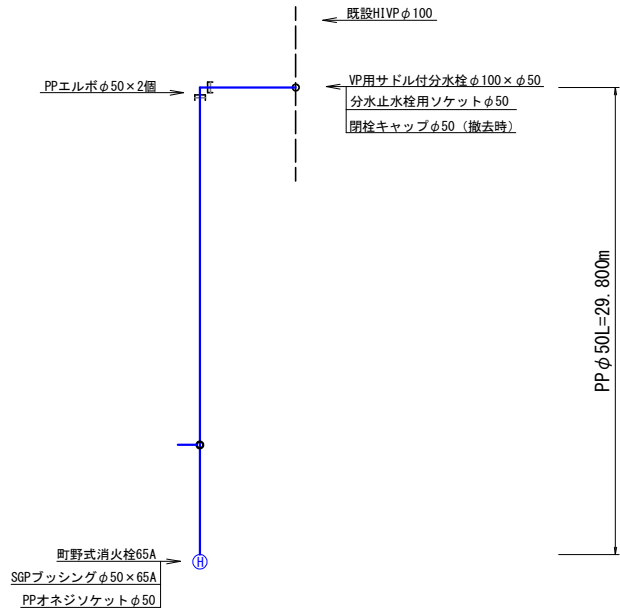 既設HIVPφ100
PPエルボφ50×2個
VP用サドル付分水栓φ100×φ50
分水止水栓用ソケットφ50
閉栓キャップφ50（撤去時）
PPφ50L=29.800m
町野式消火栓65A
SGPブッシングφ50×65A
PPオネジソケットφ50
H